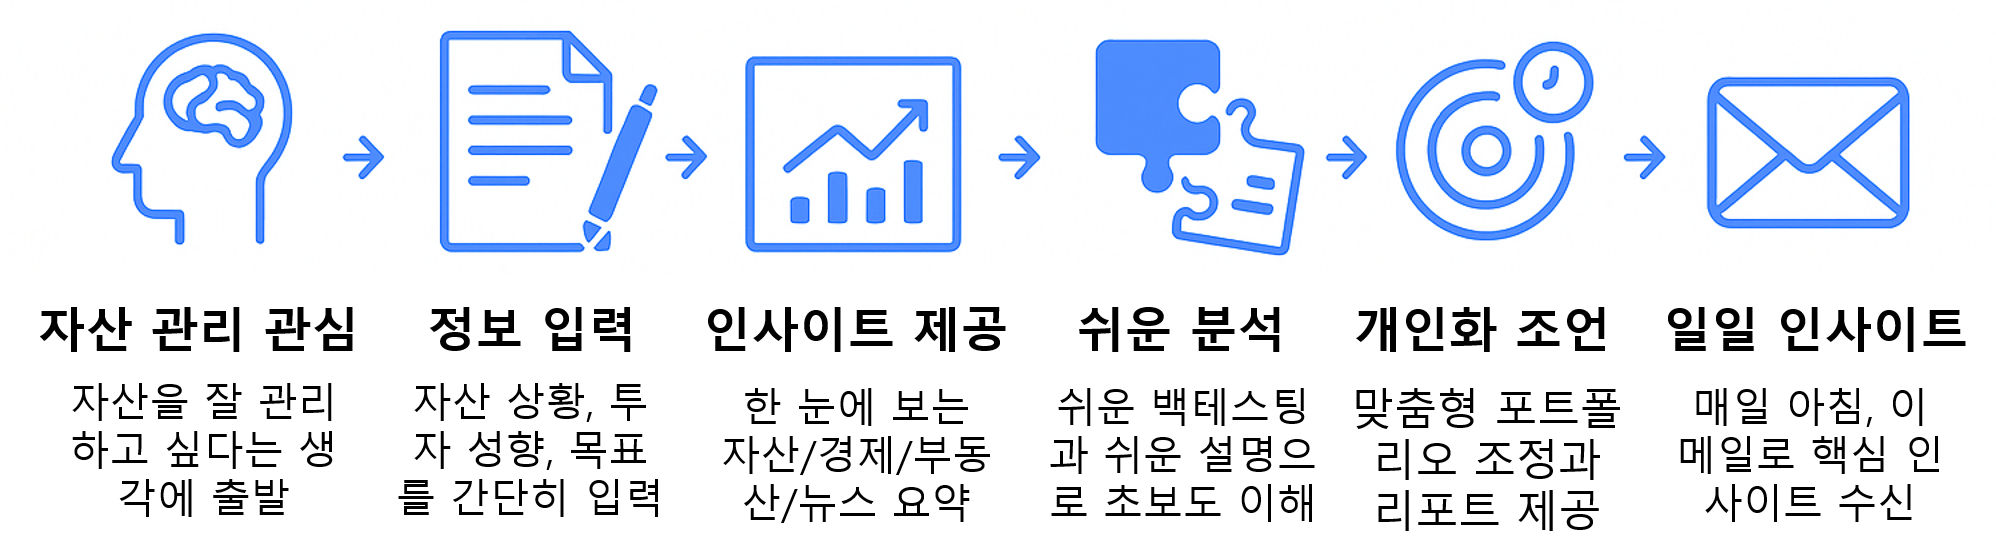 자산 관리 관심
자산을 잘 관리
하고 싶다는 생
각에 출발
정보 입력
자산 상황, 투
자 성향, 목표
를 간단히 입력
인사이트 제공
한 눈에 보는
자산/경제/부동
산/뉴스 요약
쉬운 분석
쉬운 백테스팅
과 쉬운 설명으
로 초보도 이해
개인화 조언
맞춤형 포트폴
리오 조정과
리포트 제공
일일 인사이트
매일 아침, 이
메일로 핵심 인
사이트 수신